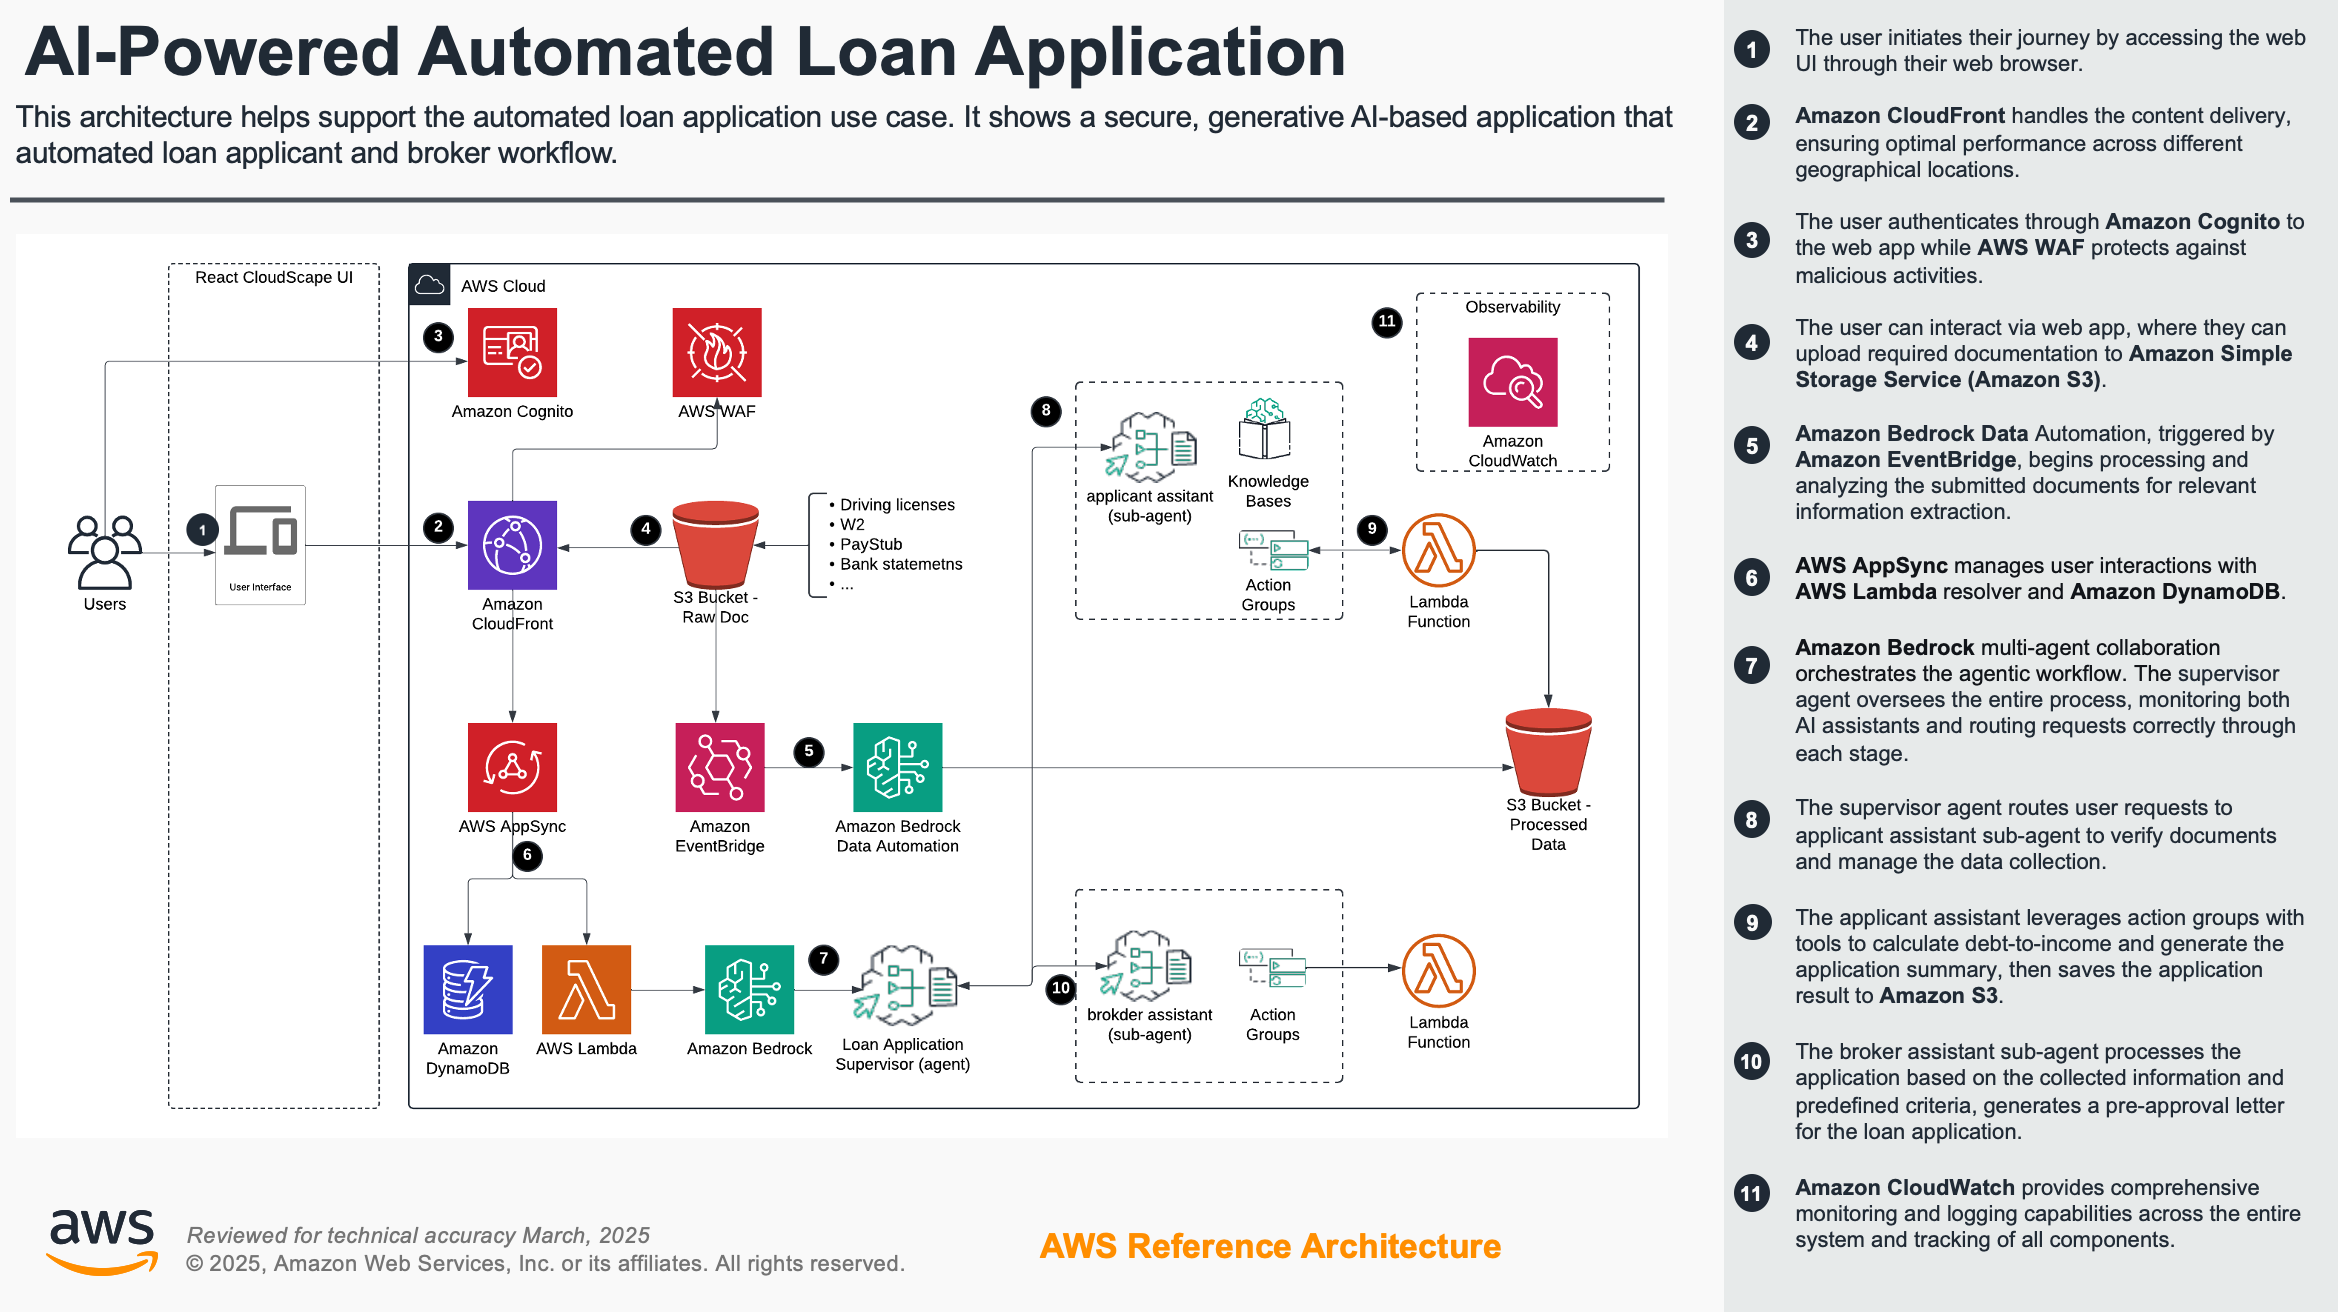 AI-Powered Automated Loan Application
This architecture helps support the automated loan application use case. It shows a secure, generative AI-based application that
automated loan applicant and broker workflow.
React CloudScape UI
AWS Cloud
Observability
3
11
Amazon Cognito
AWS WAF
8
Amazon
CloudWatch
applicant assitant
(sub-agent)
Knowledge
Bases
1
2
4
• Driving licenses
• W2
• PayStub
• Bank statemetns
• ...
9
Users
User Interface
Amazon
CloudFront
S3 Bucket -
Raw Doc
Action
Groups
Lambda
Function
5
AWS AppSync
Amazon
EventBridge
Amazon Bedrock
Data Automation
S3 Bucket -
Processed
Data
6
7
10
Amazon
DynamoDB
AWS Lambda
Amazon Bedrock
Loan Application
Supervisor (agent)
brokder assistant
(sub-agent)
Action
Groups
Lambda
Function
aws
Reviewed for technical accuracy March, 2025
© 2025, Amazon Web Services, Inc. or its affiliates. All rights reserved.
AWS Reference Architecture
1
The user initiates their journey by accessing the web
UI through their web browser.
2
Amazon CloudFront handles the content delivery,
ensuring optimal performance across different
geographical locations.
3
The user authenticates through Amazon Cognito to
the web app while AWS WAF protects against
malicious activities.
4
The user can interact via web app, where they can
upload required documentation to Amazon Simple
Storage Service (Amazon S3).
5
Amazon Bedrock Data Automation, triggered by
Amazon EventBridge, begins processing and
analyzing the submitted documents for relevant
information extraction.
6
AWS AppSync manages user interactions with
AWS Lambda resolver and Amazon DynamoDB.
7
Amazon Bedrock multi-agent collaboration
orchestrates the agentic workflow. The supervisor
agent oversees the entire process, monitoring both
AI assistants and routing requests correctly through
each stage.
8
The supervisor agent routes user requests to
applicant assistant sub-agent to verify documents
and manage the data collection.
9
The applicant assistant leverages action groups with
tools to calculate debt-to-income and generate the
application summary, then saves the application
result to Amazon S3.
10
The broker assistant sub-agent processes the
application based on the collected information and
predefined criteria, generates a pre-approval letter
for the loan application.
11
Amazon CloudWatch provides comprehensive
monitoring and logging capabilities across the entire
system and tracking of all components.